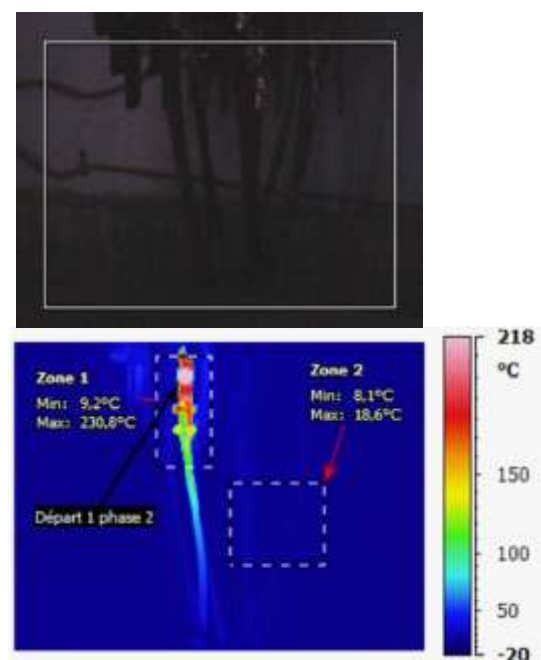 Zone 1
Min: 9,2°C
Max: 230,8°C
Zone 2
Min: 8,1°C
Max: 18,6°C
Départ 1 phase 2
218
°C
150
100
50
-20